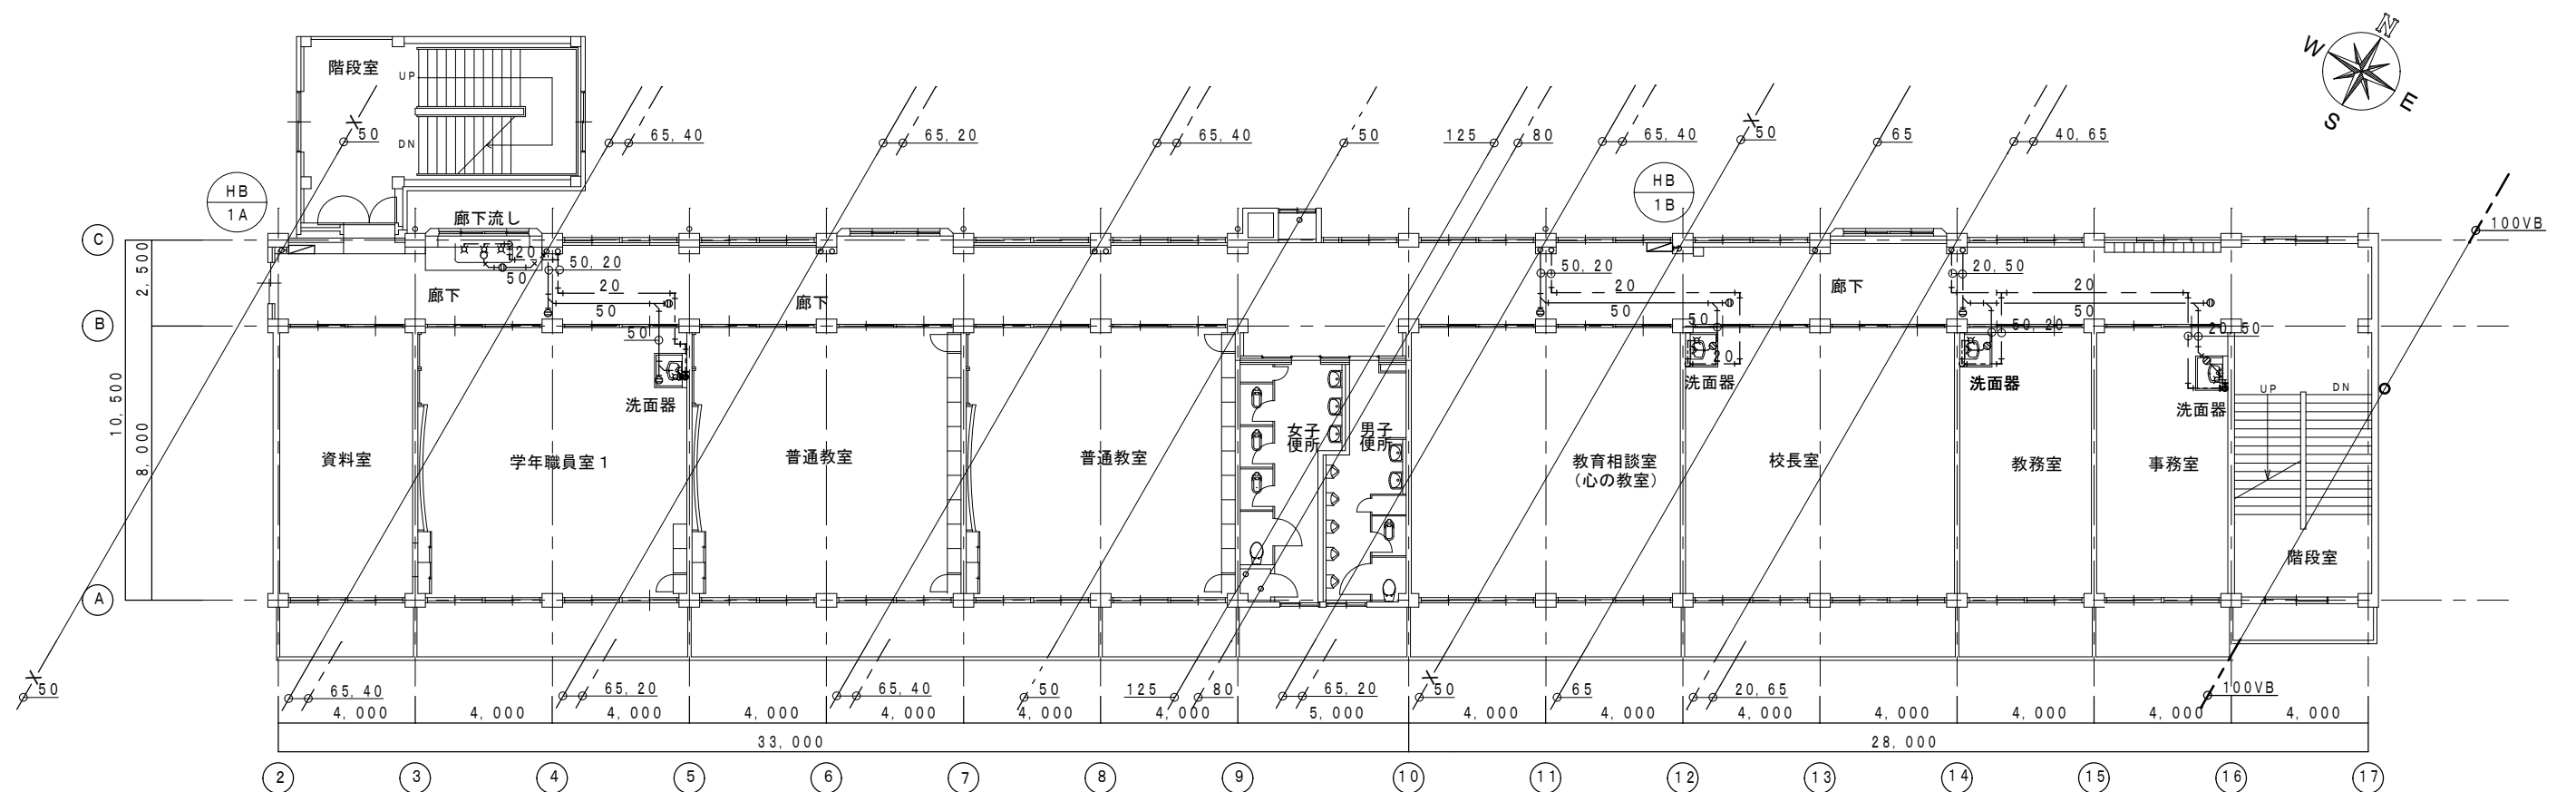 N
W
E
S
階段室
UP
DN
50
65, 40
65, 20
65, 40
50
125
80
65, 40
50
65
40, 65
100VB
HB
1A
HB
1B
廊下流し
C
B
A
2,500
8,000
10,500
20
50
50, 20
20
50
50
廊下
廊下
50, 20
20
50
50
20
廊下
20, 50
20
50
50, 20
20, 50
洗面器
洗面器
洗面器
洗面器
UP
DN
資料室
学年職員室1
普通教室
普通教室
女子
便所
男子
便所
教育相談室
(心の教室)
校長室
教務室
事務室
階段室
50
65, 40
65, 20
65, 40
50
125
80
65, 20
50
65
20, 65
100VB
4,000
4,000
4,000
4,000
4,000
4,000
4,000
5,000
4,000
4,000
4,000
4,000
4,000
4,000
4,000
33,000
28,000
2
3
4
5
6
7
8
9
10
11
12
13
14
15
16
17